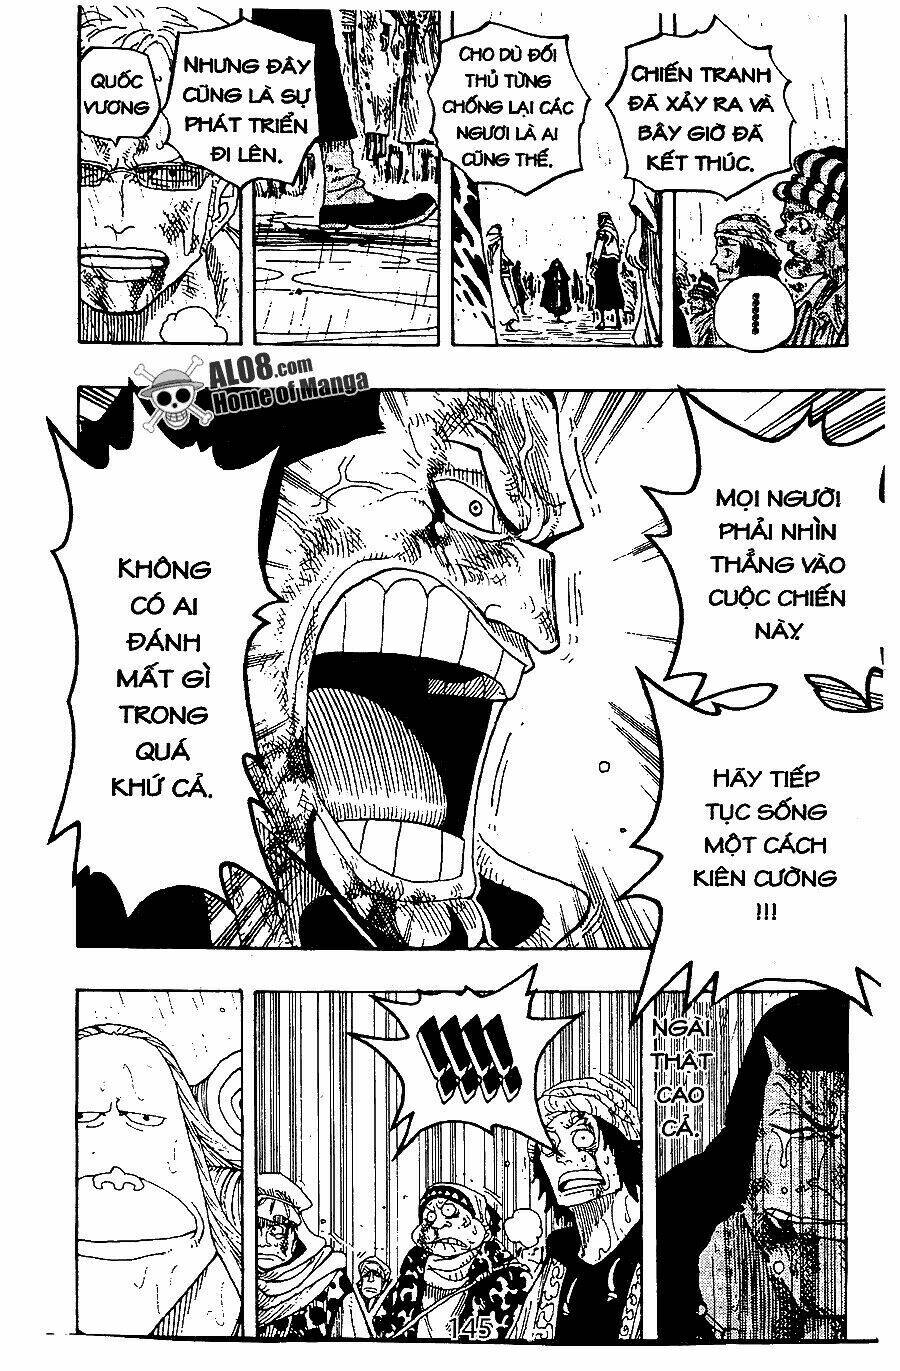 CHIẾN TRANH
ĐÃ XẢY RA VÀ
BÂY GIỜ ĐÃ
KẾT THÚC.
CHO DÙ ĐỐI
THỦ TỪNG
CHỐNG LẠI CÁC
NGƯƠI LÀ AI
CŨNG THẾ.
NHƯNG ĐÂY
CŨNG LÀ SỰ
PHÁT TRIỂN
ĐI LÊN.
QUỐC
VƯƠNG
AL08.com
Home of Manga
MỌI NGƯỜI
PHẢI NHÌN
THẲNG VÀO
CUỘC CHIẾN
NÀY.
HÃY TIẾP
TỤC SỐNG
MỘT CÁCH
KIÊN CƯỜNG
!!!
KHÔNG
CÓ AI
ĐÁNH
MẤT GÌ
TRONG
QUÁ
KHỨ CẢ.
NGÀI
THẬT
CAO
CẢ.
!!!!
145